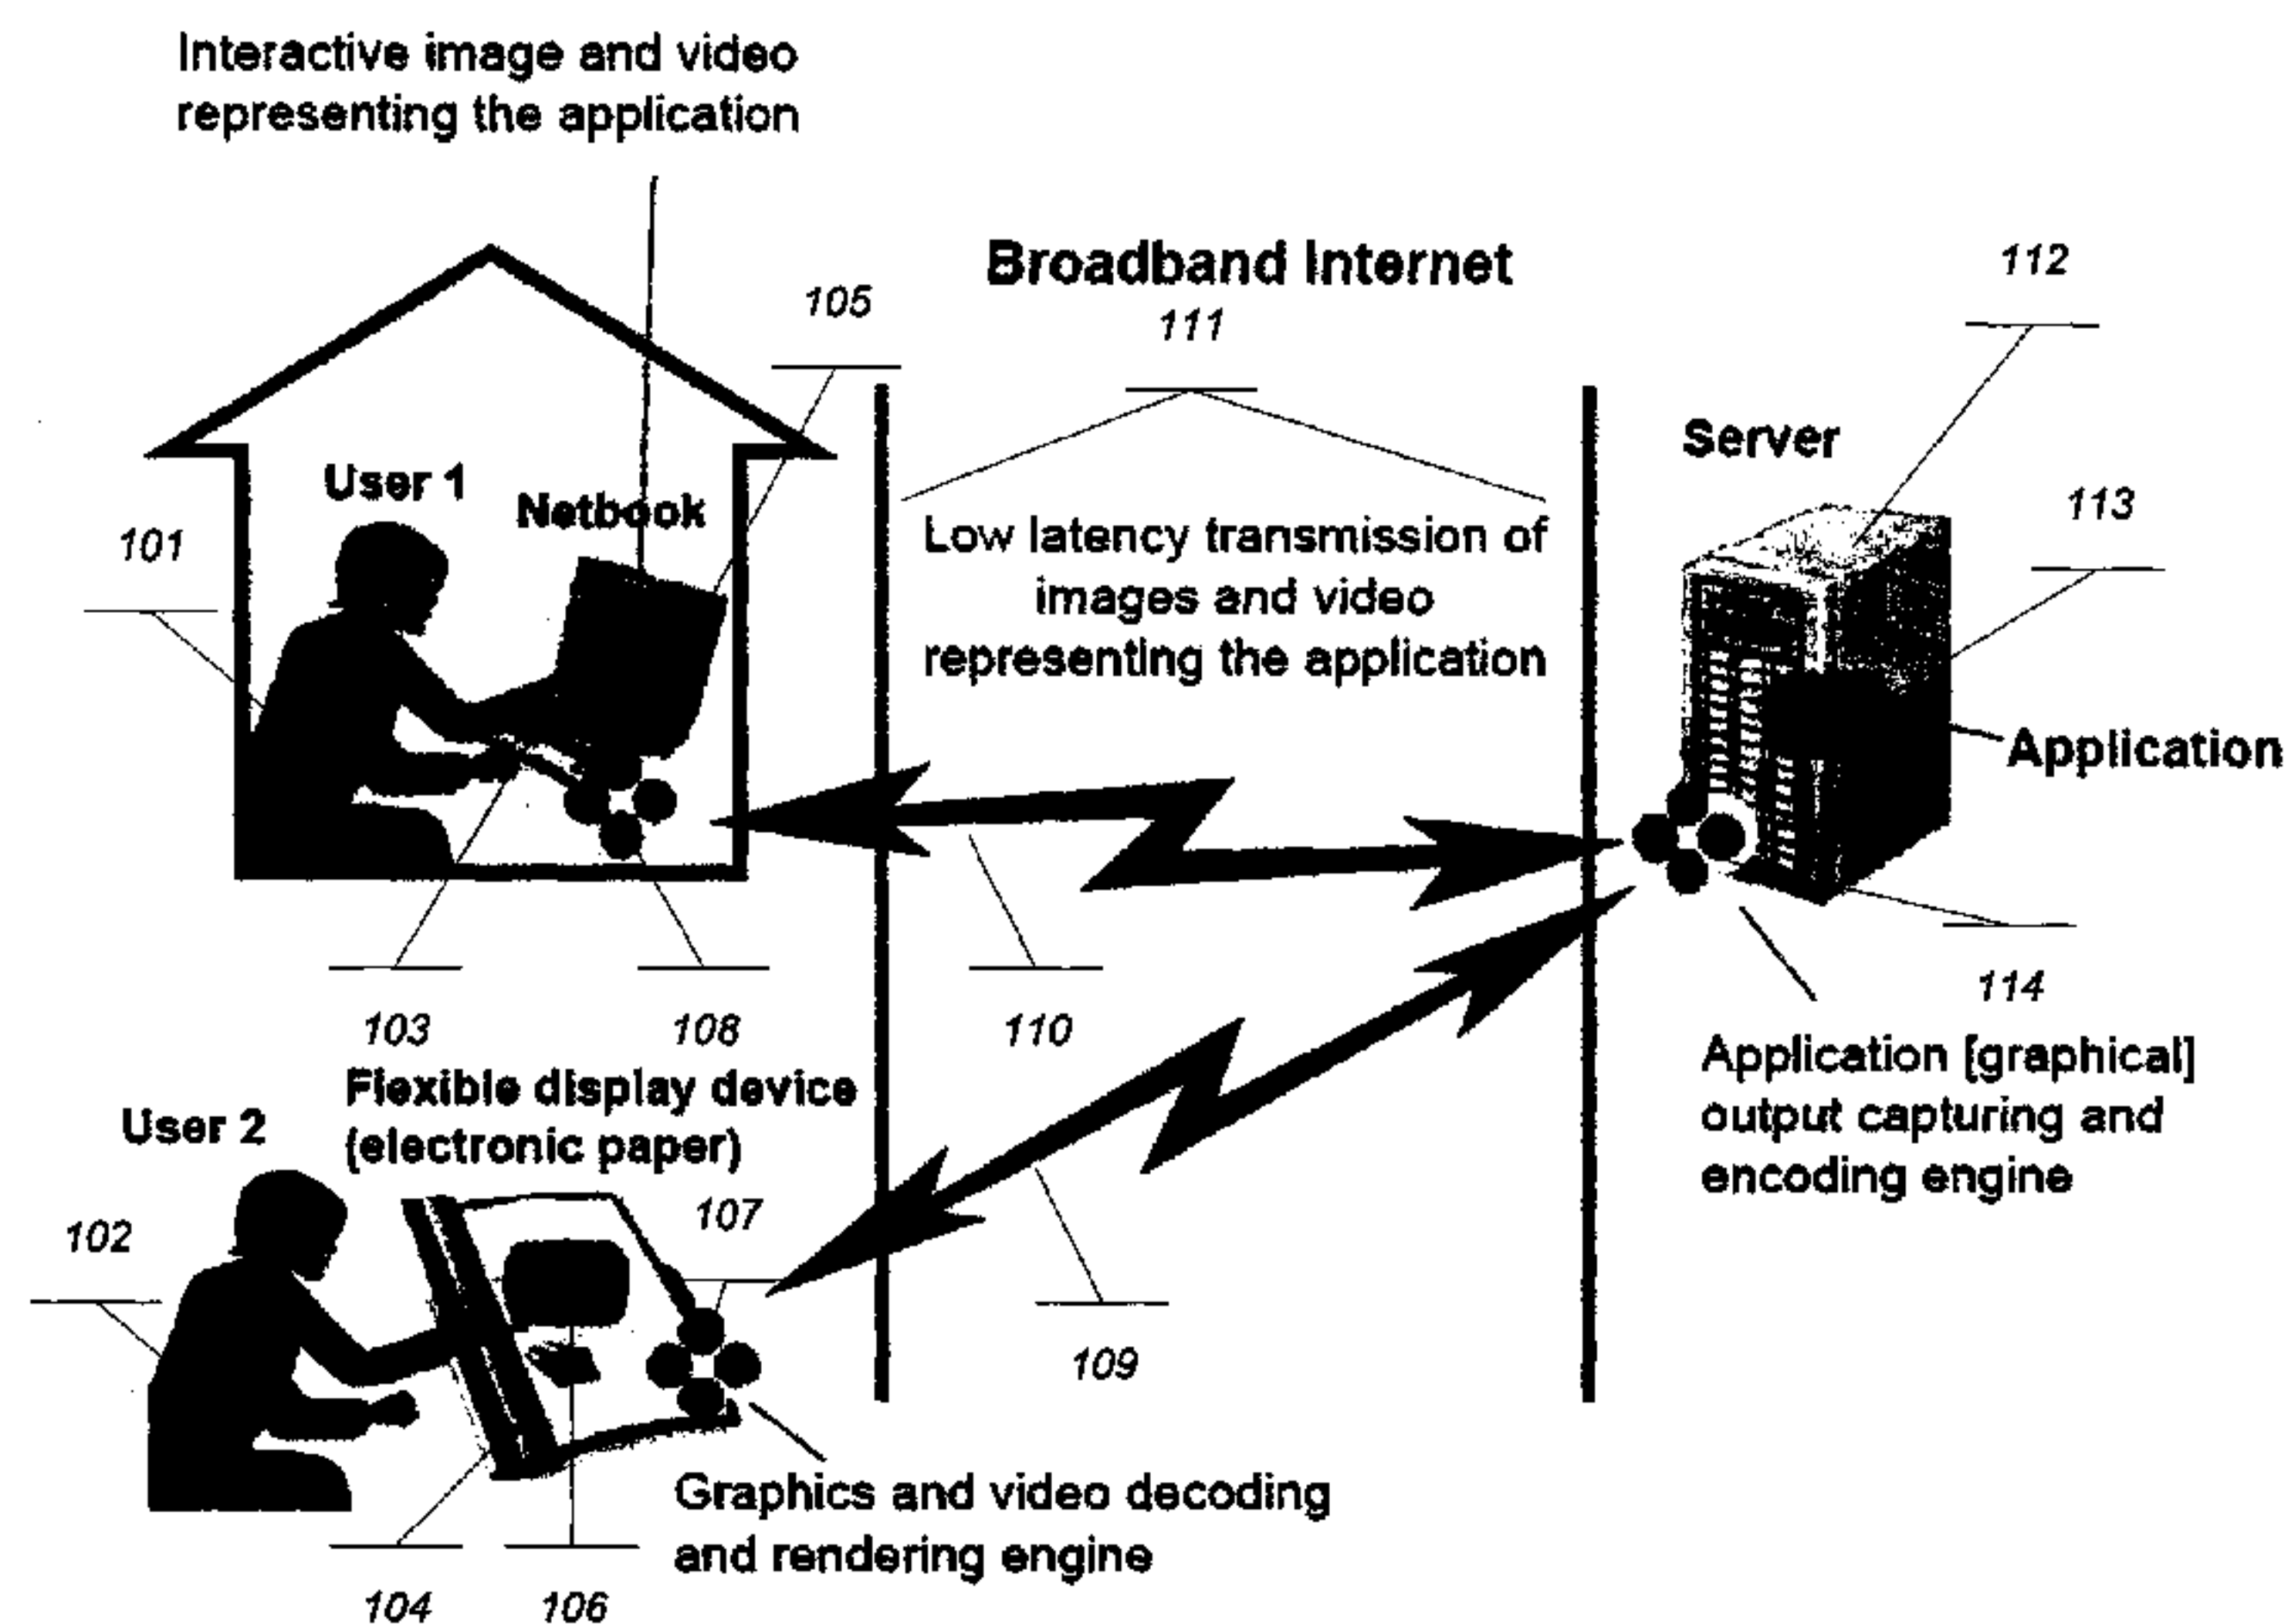 Interactive image and video
representing the application
Broadband Internet
111
112
105
Server
113
User 1
Netbook
101
Low latency transmission of
images and video
representing the application
Application
103
108
110
114
Application [graphical]
output capturing and
encoding engine
Flexible display device
(electronic paper)
User 2
107
102
109
Graphics and video decoding
and rendering engine
104
106